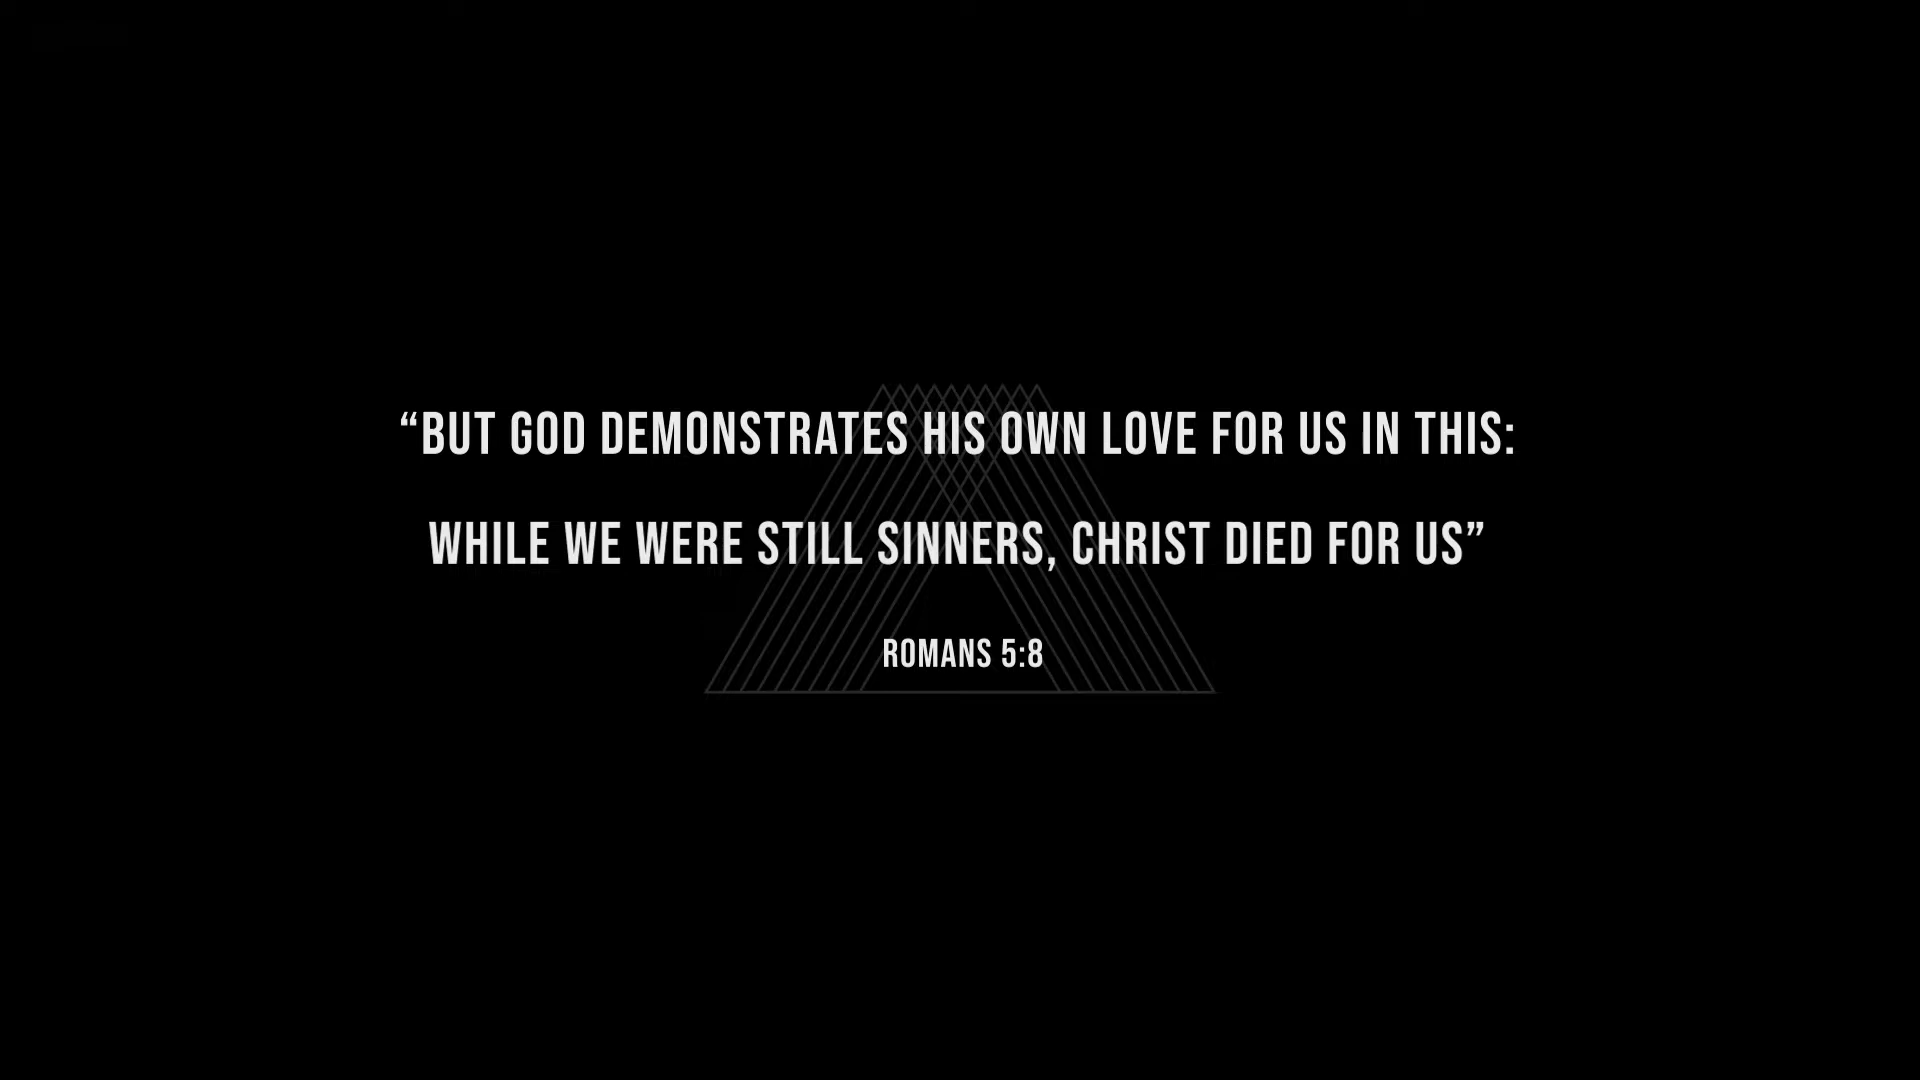 “BUT GOD DEMONSTRATES HIS OWN LOVE FOR US IN THIS:
WHILE WE WERE STILL SINNERS, CHRIST DIED FOR US”
ROMANS 5:8